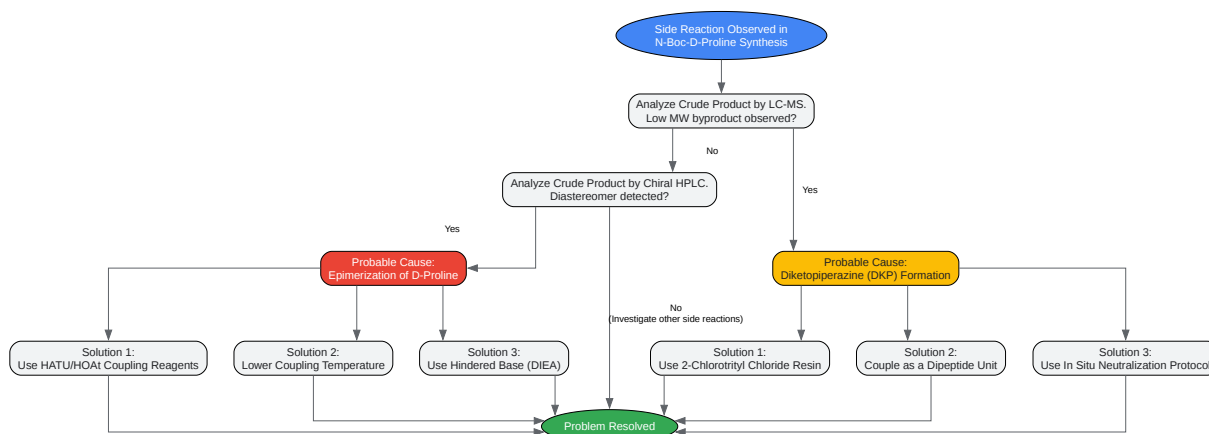 Side Reaction Observed in
N-Boc-D-Proline Synthesis
Analyze Crude Product by LC-MS.
Low MW byproduct observed?
No
Yes
Analyze Crude Product by Chiral HPLC.
Diastereomer detected?
Yes
No
(Investigate other side reactions)
Probable Cause:
Epimerization of D-Proline
Probable Cause:
Diketopiperazine (DKP) Formation
Solution 1:
Use HATU/HOAt Coupling Reagents
Solution 2:
Lower Coupling Temperature
Solution 3:
Use Hindered Base (DIEA)
Solution 1:
Use 2-Chlorotrityl Chloride Resin
Solution 2:
Couple as a Dipeptide Unit
Solution 3:
Use In Situ Neutralization Protocol
Problem Resolved